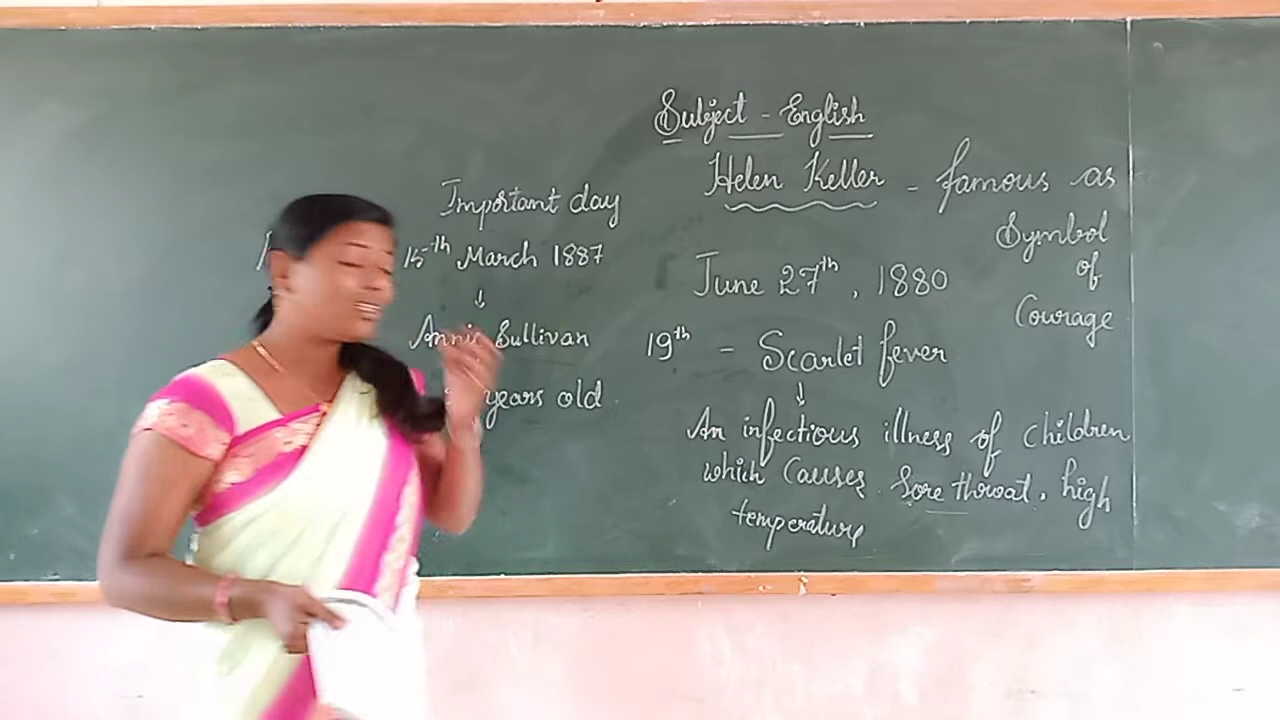 Subject - English
Helen Keller - famous as
Symbol
of
Courage
June 27th, 1880
19th - Scarlet fever
↓
An infectious illness of children
which causes sore throat, high
temperature
Important day
15th March 1887
↓
Annie Sullivan
years old